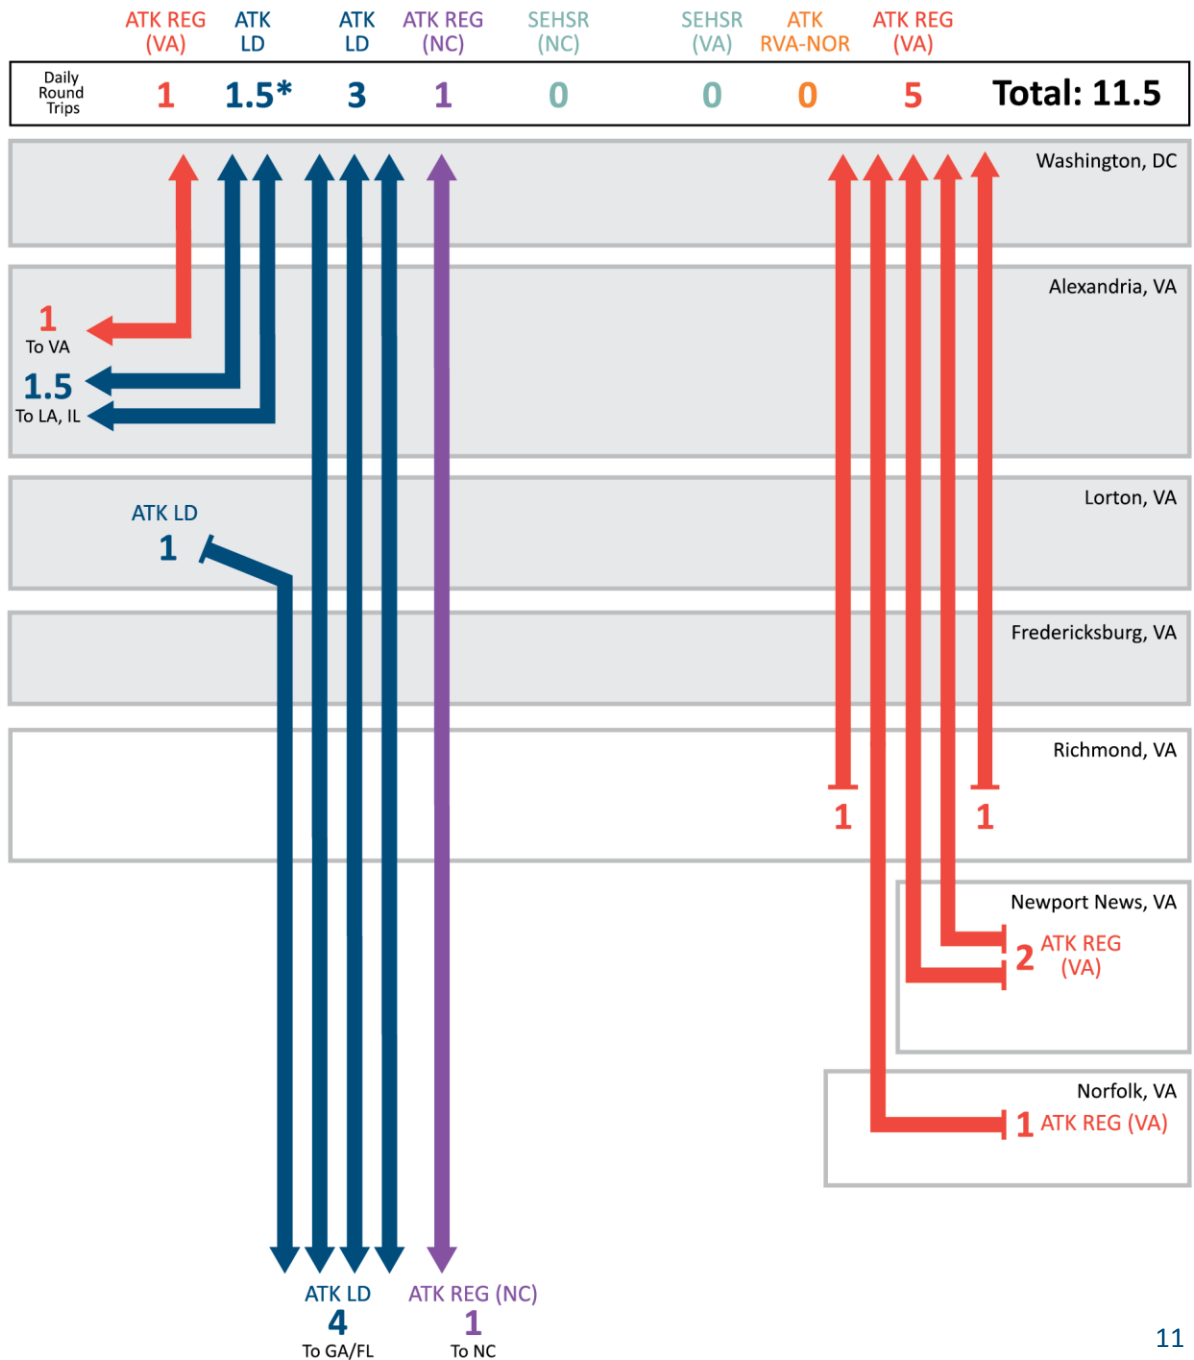 ATK REG
(VA)
ATK
LD
ATK
LD
ATK REG
(NC)
SEHSR
(NC)
SEHSR
(VA)
ATK
RVA-NOR
ATK REG
(VA)
Daily
Round
Trips
1
1.5*
3
1
0
0
0
5
Total: 11.5
Washington, DC
Alexandria, VA
1
To VA
1.5
To LA, IL
Lorton, VA
ATK LD
1
Fredericksburg, VA
Richmond, VA
1
1
Newport News, VA
2
ATK REG
(VA)
Norfolk, VA
1 ATK REG (VA)
ATK LD
4
To GA/FL
ATK REG (NC)
1
To NC
11